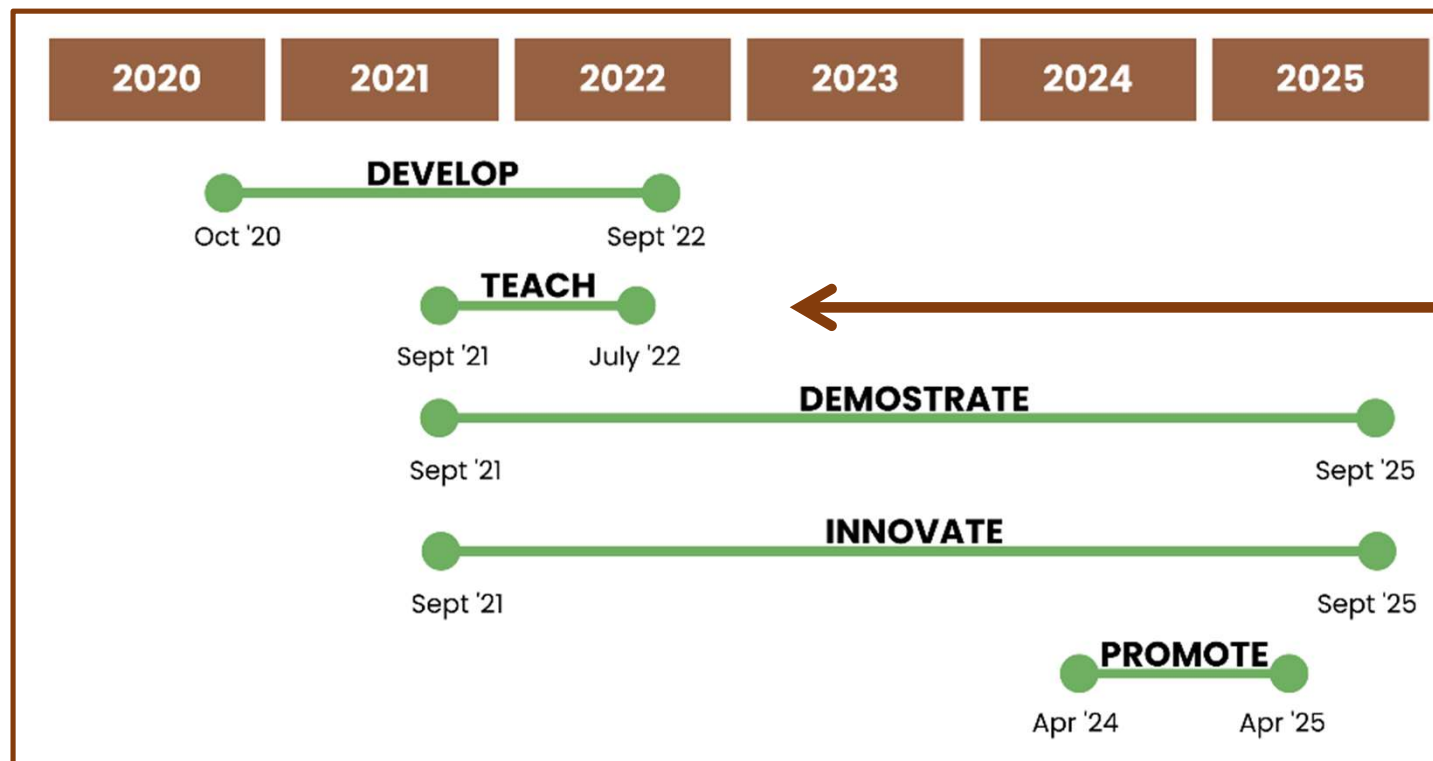 2020 2021 2022 2023 2024 2025
DEVELOP
Oct '20 Sept '22
TEACH
Sept '21 July '22
DEMOSTRATE
Sept '21 Sept '25
INNOVATE
Sept '21 Sept '25
PROMOTE
Apr '24 Apr '25